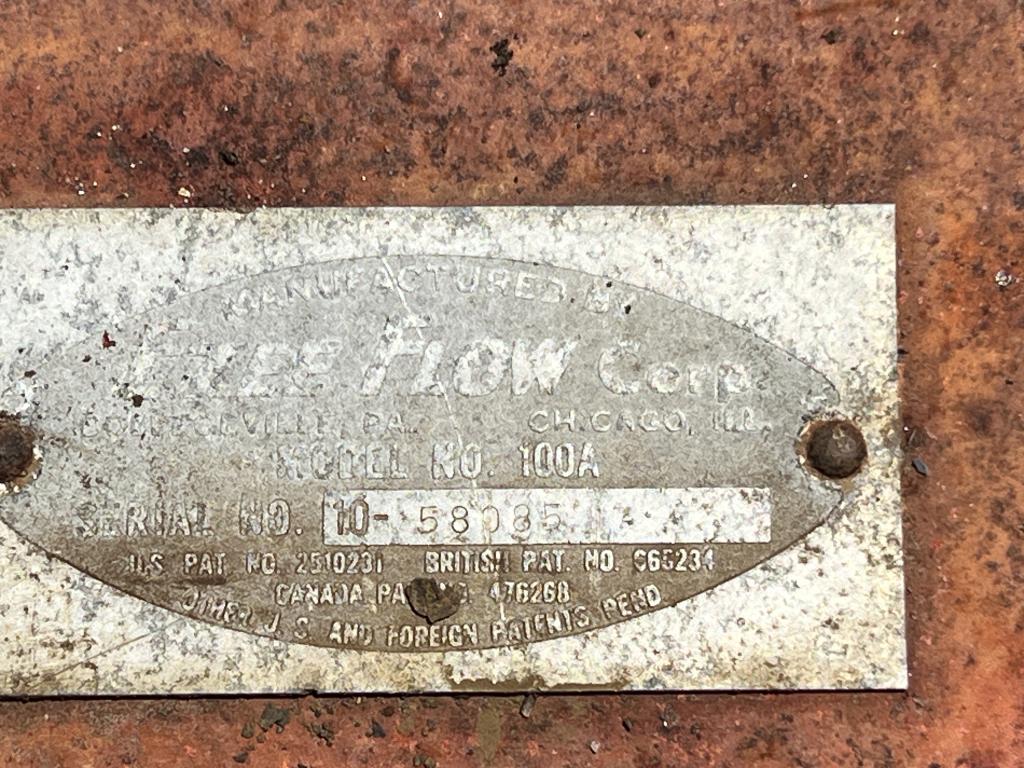 MANUFACTURED BY
FLOW Corp.
PA. CHICAGO, ILL.
MODEL NO. 100A
SERIAL NO. 10- 58085
U.S. PAT. NO. 2510231 BRITISH PAT. NO. 665234
CANADA PAT. NO. 476268
OTHER U.S. AND FOREIGN PATENTS PEND